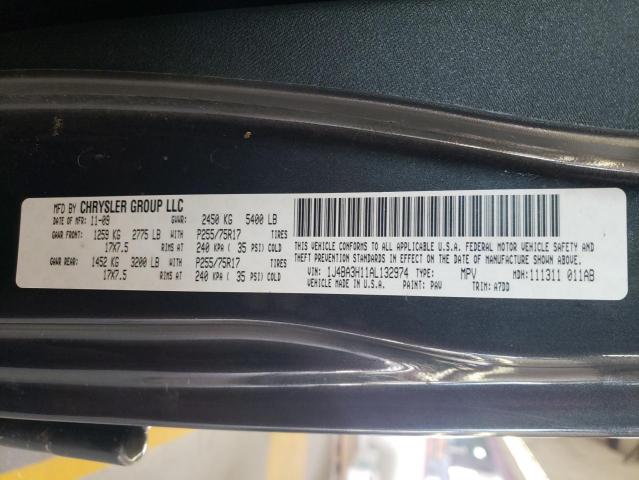 MFD BY CHRYSLER GROUP LLC
DATE OF MFR: 11-09 GVWR: 2450 KG 5400 LB
GAWR FRONT: 1259 KG 2775 LB WITH P255/75R17 TIRES
17X7.5 RIMS AT 240 KPA ( 35 PSI) COLD
GAWR REAR: 1452 KG 3200 LB WITH P255/75R17 TIRES
17X7.5 RIMS AT 240 KPA ( 35 PSI) COLD
THIS VEHICLE CONFORMS TO ALL APPLICABLE U.S.A. FEDERAL MOTOR VEHICLE SAFETY AND
THEFT PREVENTION STANDARDS IN EFFECT ON THE DATE OF MANUFACTURE SHOWN ABOVE.
VIN: 1J4BA3H11AL132974 TYPE: MPV MDH: 111311 011AB
VEHICLE MADE IN U.S.A. PAINT: PAV TRIM: A7DD